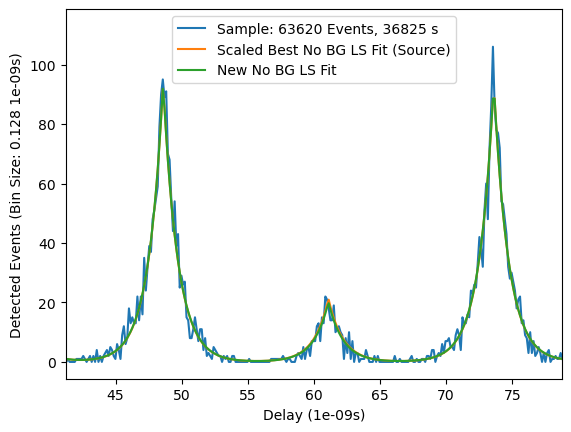 Sample: 63620 Events, 36825 s
Scaled Best No BG LS Fit (Source)
New No BG LS Fit
Detected Events (Bin Size: 0.128 1e-09s)
100
80
60
40
20
0
45 50 55 60 65 70 75
Delay (1e-09s)